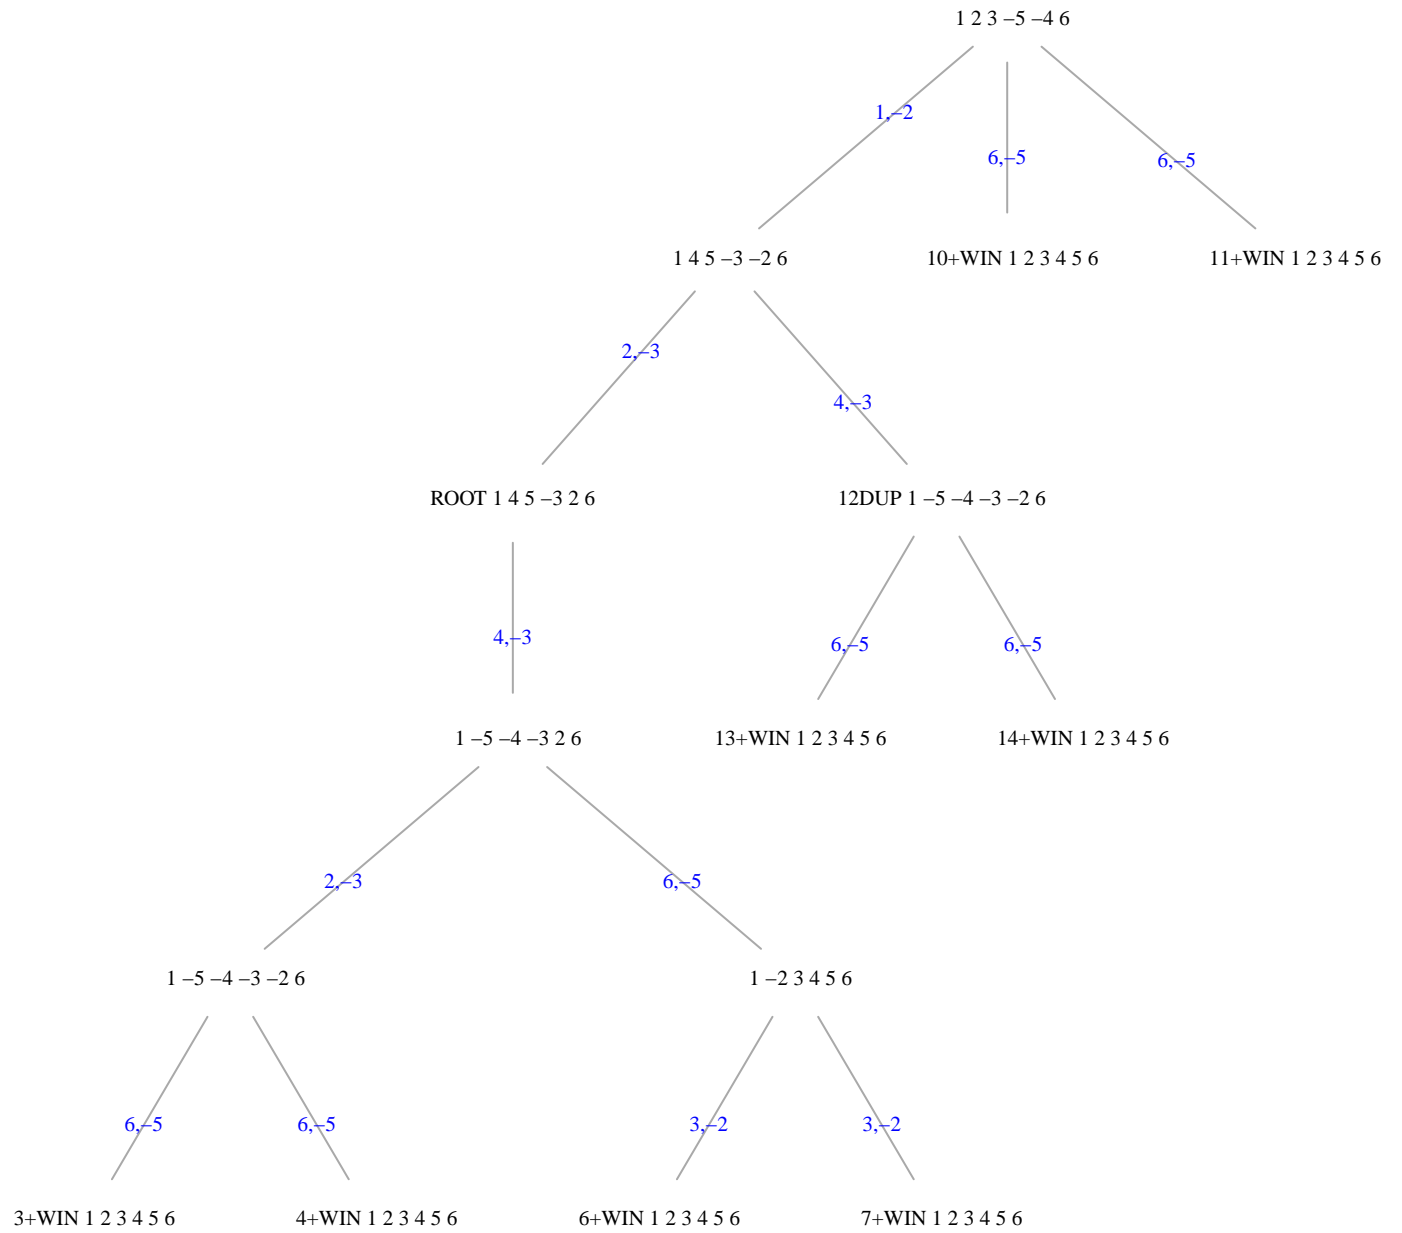 1 2 3 –5 –4 6
1,–2
6,–5
6,–5
1 4 5 –3 –2 6
10+WIN 1 2 3 4 5 6
11+WIN 1 2 3 4 5 6
2,–3
4,–3
ROOT 1 4 5 –3 2 6
12DUP 1 –5 –4 –3 –2 6
4,–3
6,–5
6,–5
1 –5 –4 –3 2 6
13+WIN 1 2 3 4 5 6
14+WIN 1 2 3 4 5 6
2,–3
6,–5
1 –5 –4 –3 –2 6
1 –2 3 4 5 6
6,–5
6,–5
3,–2
3,–2
3+WIN 1 2 3 4 5 6
4+WIN 1 2 3 4 5 6
6+WIN 1 2 3 4 5 6
7+WIN 1 2 3 4 5 6